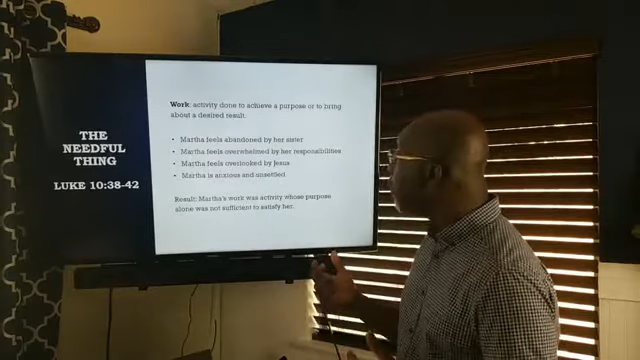 THE
NEEDFUL
THING
LUKE 10:38-42
Work: activity done to achieve a purpose or to bring
about a desired result.
• Martha feels abandoned by her sister
• Martha feels overwhelmed by her responsibilities
• Martha feels overlooked by Jesus
• Martha is anxious and unsettled
Result: Martha's work was activity whose purpose
alone was not sufficient to satisfy her.